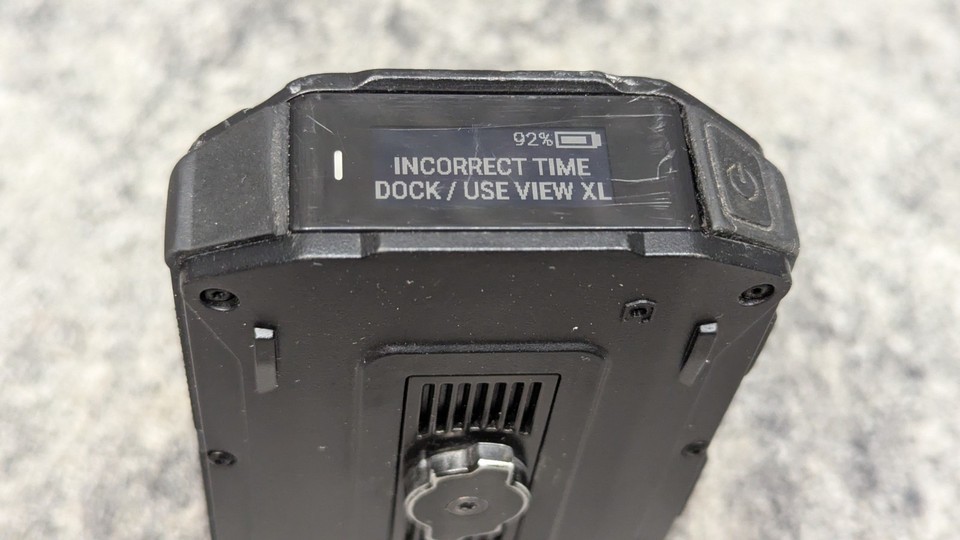 92%
INCORRECT TIME
DOCK / USE VIEW XL